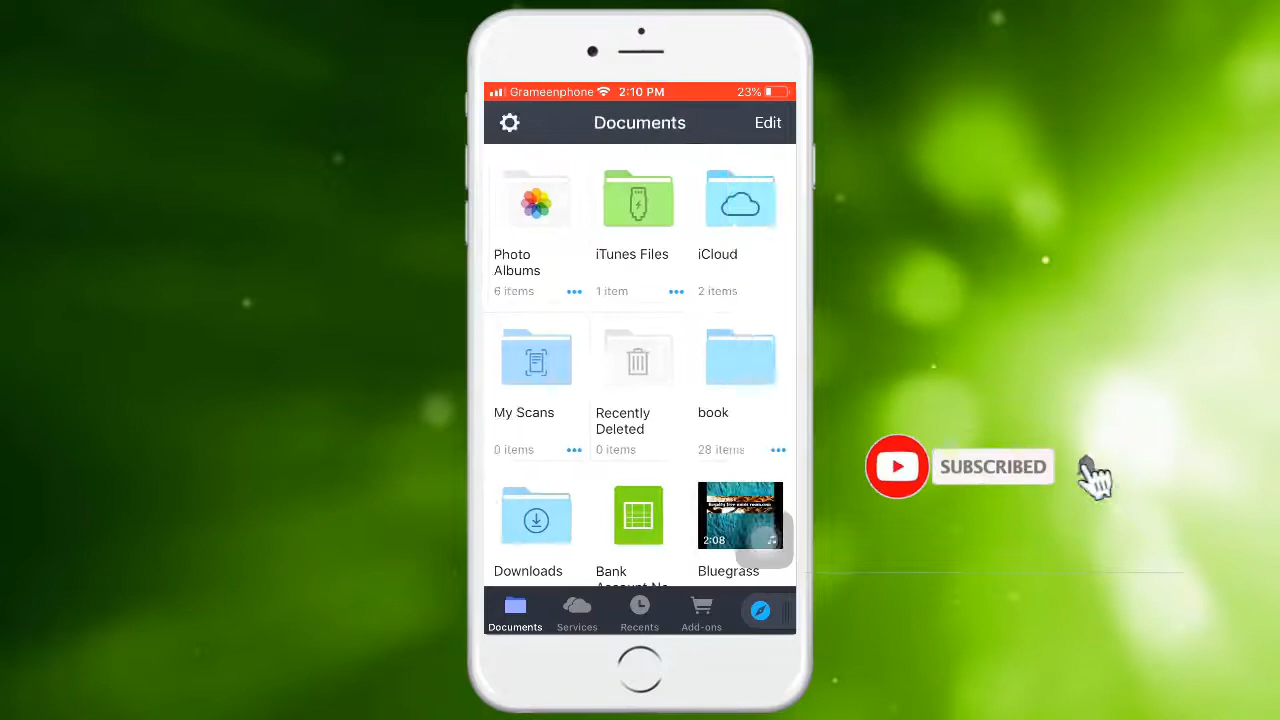 Grameenphone 2:10 PM 23%
Documents Edit
Photo Albums
6 items
iTunes Files
1 item
iCloud
2 items
My Scans
0 items
Recently Deleted
0 items
book
28 items
Downloads
Bank
2:08
Bluegrass
Documents Services Recents Add-ons
SUBSCRIBED